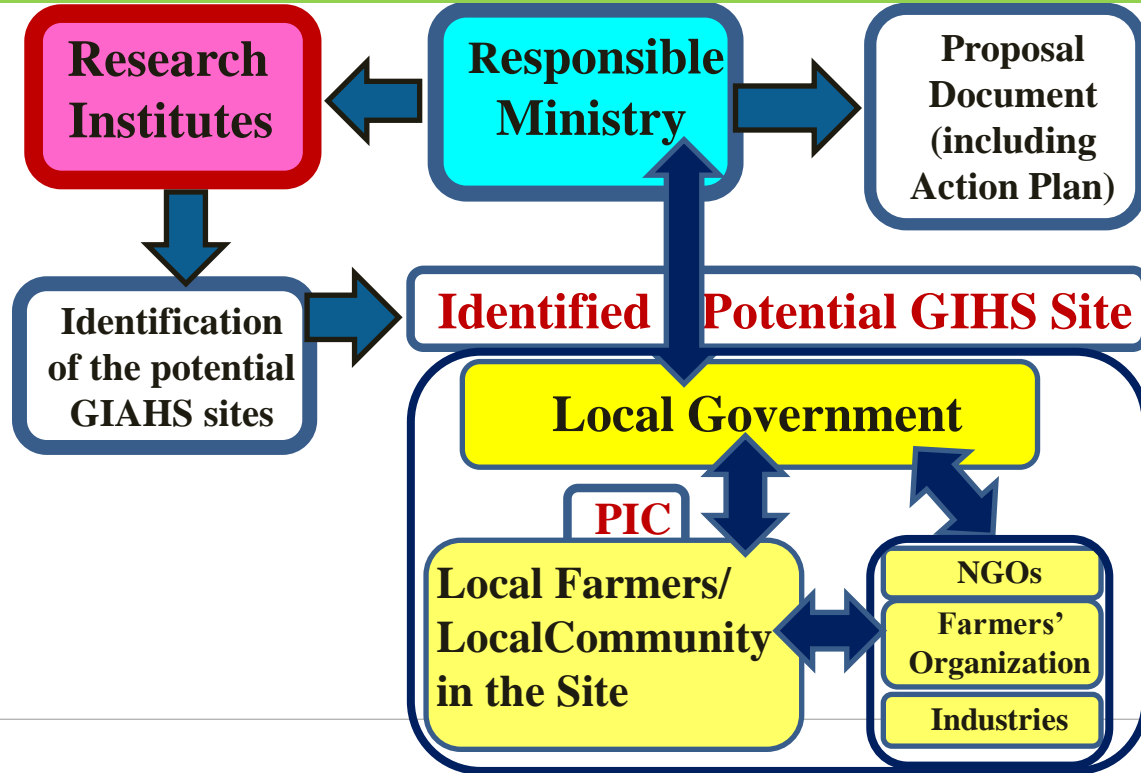 Research
Institutes
Responsible
Ministry
Proposal
Document
(including
Action Plan)
Identification
of the potential
GIAHS sites
Identified Potential GIHS Site
Local Government
PIC
Local Farmers/
LocalCommunity
in the Site
NGOs
Farmers’
Organization
Industries